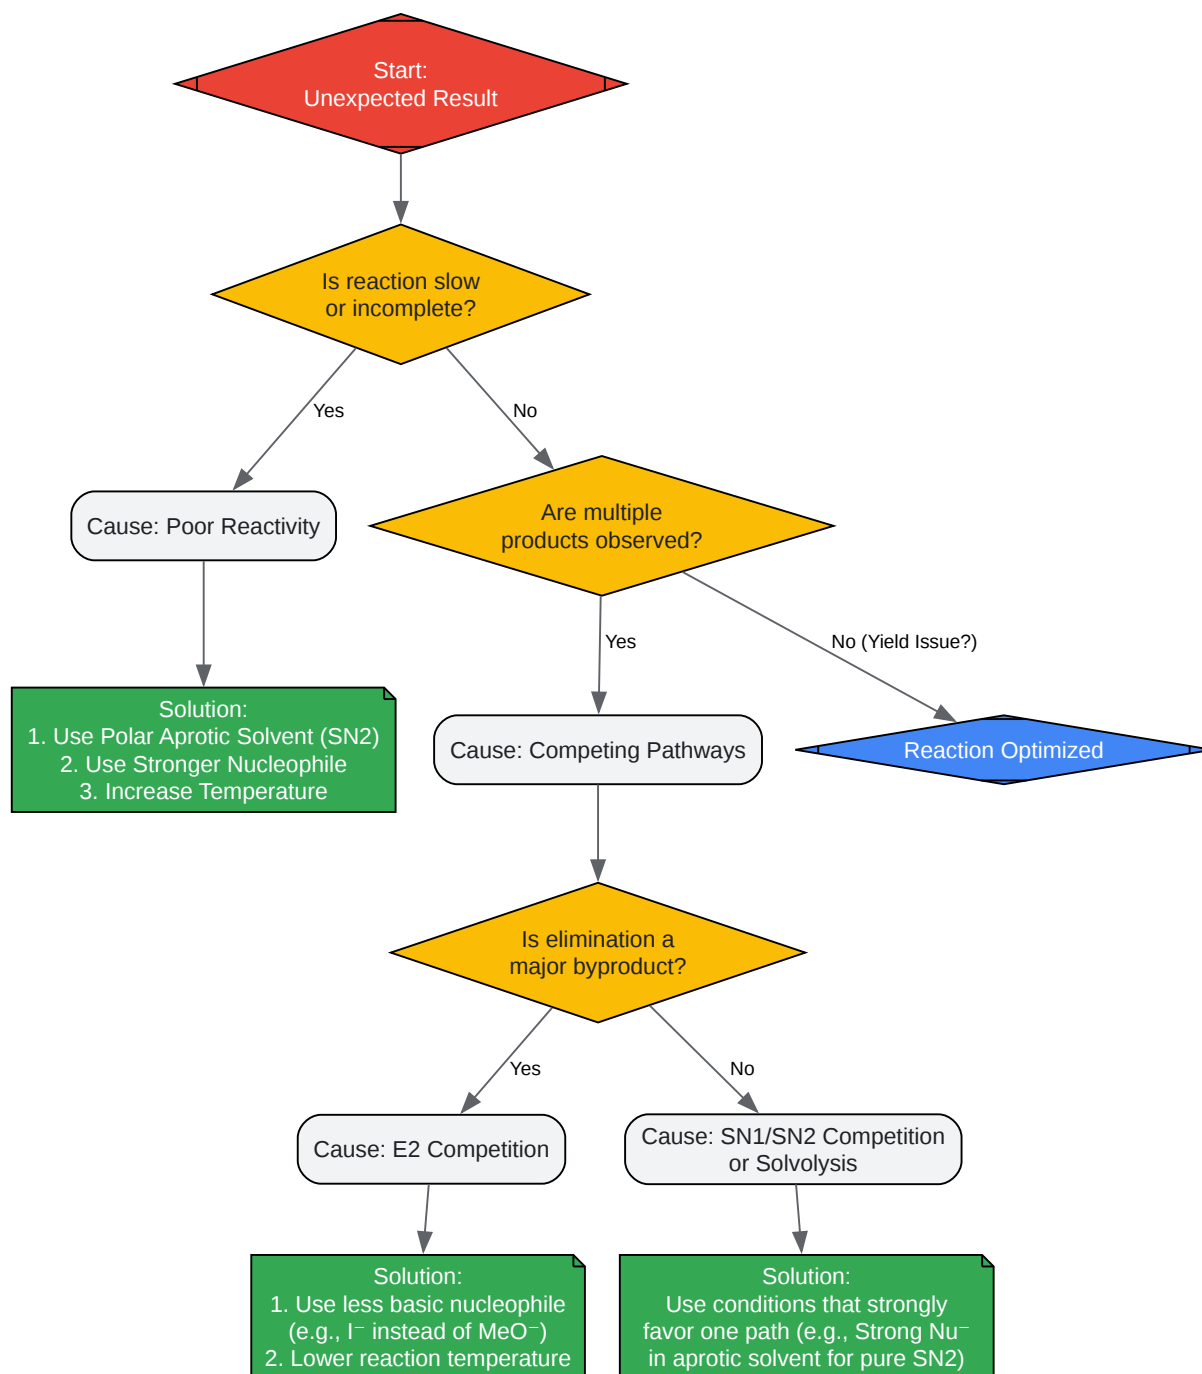 Start:
Unexpected Result
Is reaction slow
or incomplete?
Yes
No
Cause: Poor Reactivity
Are multiple
products observed?
Yes
No (Yield Issue?)
Solution:
1. Use Polar Aprotic Solvent (SN2)
2. Use Stronger Nucleophile
3. Increase Temperature
Cause: Competing Pathways
Reaction Optimized
Is elimination a
major byproduct?
Yes
No
Cause: E2 Competition
Cause: SN1/SN2 Competition
or Solvolysis
Solution:
1. Use less basic nucleophile
(e.g., I⁻ instead of MeO⁻)
2. Lower reaction temperature
Solution:
Use conditions that strongly
favor one path (e.g., Strong Nu⁻
in aprotic solvent for pure SN2)